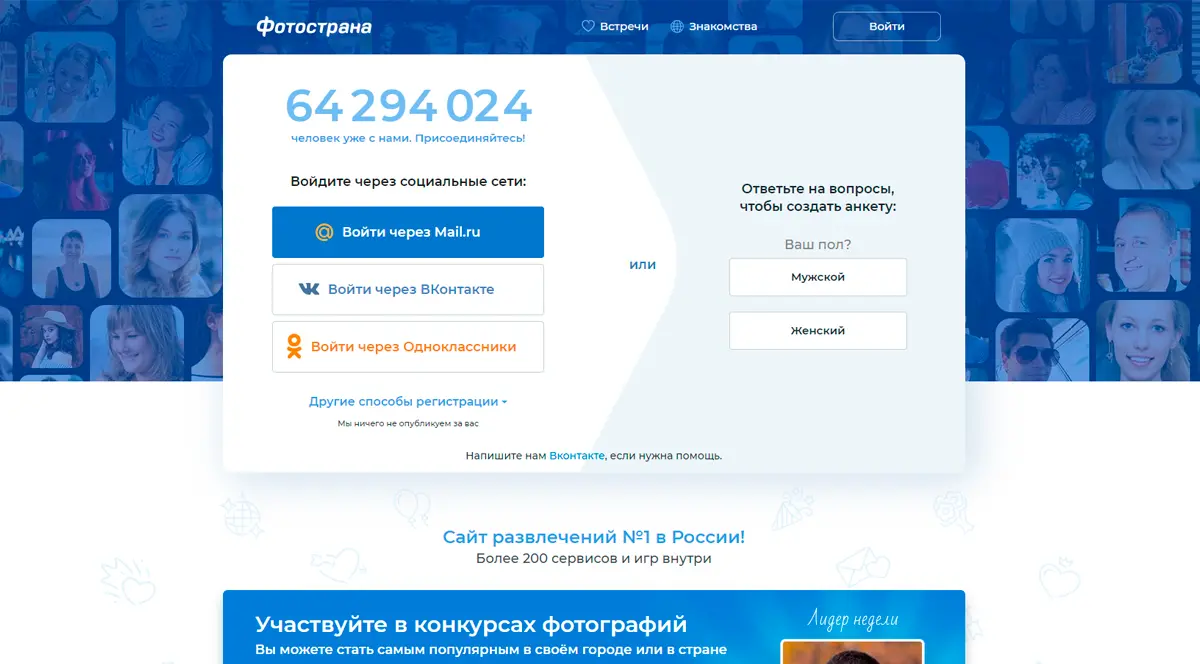 Фотострана
Встречи
Знакомства
Войти
64 294 024
человек уже с нами. Присоединяйтесь!
Войдите через социальные сети:
Войти через Mail.ru
Войти через ВКонтакте
Войти через Одноклассники
Другие способы регистрации
Мы ничего не опубликуем за вас
или
Ответьте на вопросы,
чтобы создать анкету:
Ваш пол?
Мужской
Женский
Напишите нам Вконтакте, если нужна помощь.
Сайт развлечений №1 в России!
Более 200 сервисов и игр внутри
Участвуйте в конкурсах фотографий
Вы можете стать самым популярным в своём городе или в стране
Лидер недели